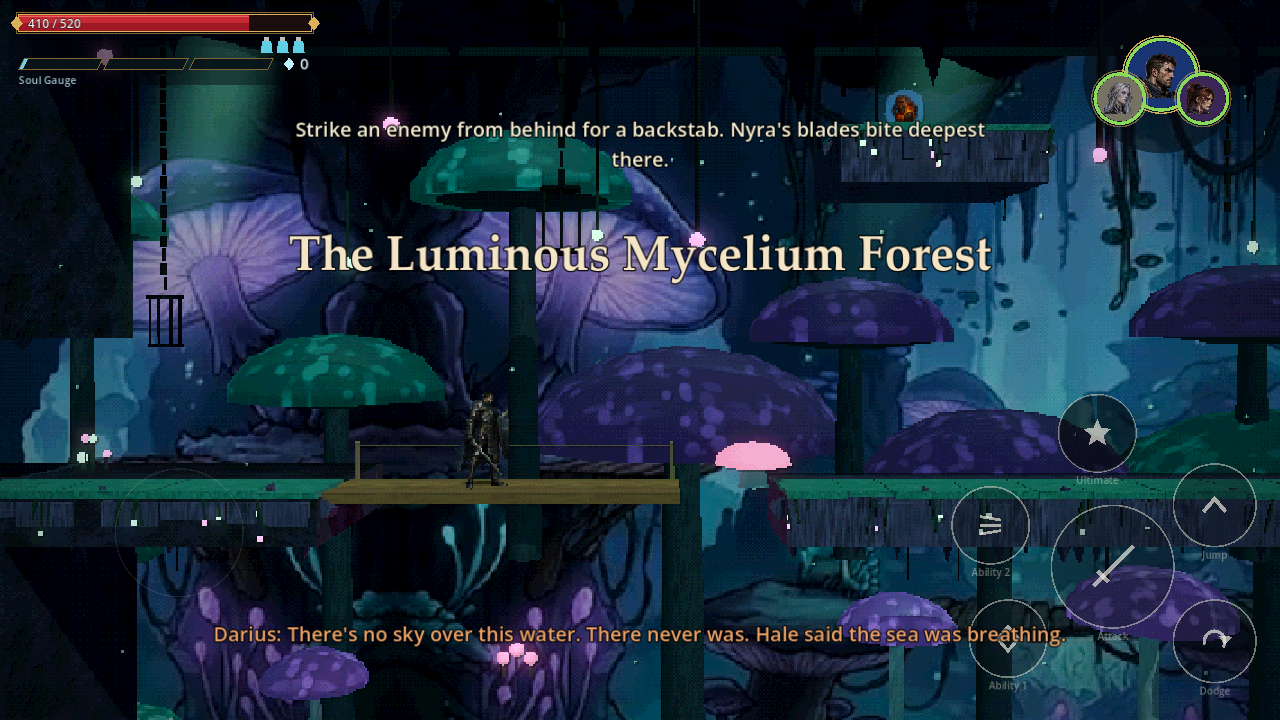 410 / 520
0
Soul Gauge
Strike an enemy from behind for a backstab. Nyra's blades bite deepest
there.
The Luminous Mycelium Forest
Ultimate
Ability 2
Jump
Attack
Darius: There's no sky over this water. There never was. Hale said the sea was breathing.
Ability 1
Dodge